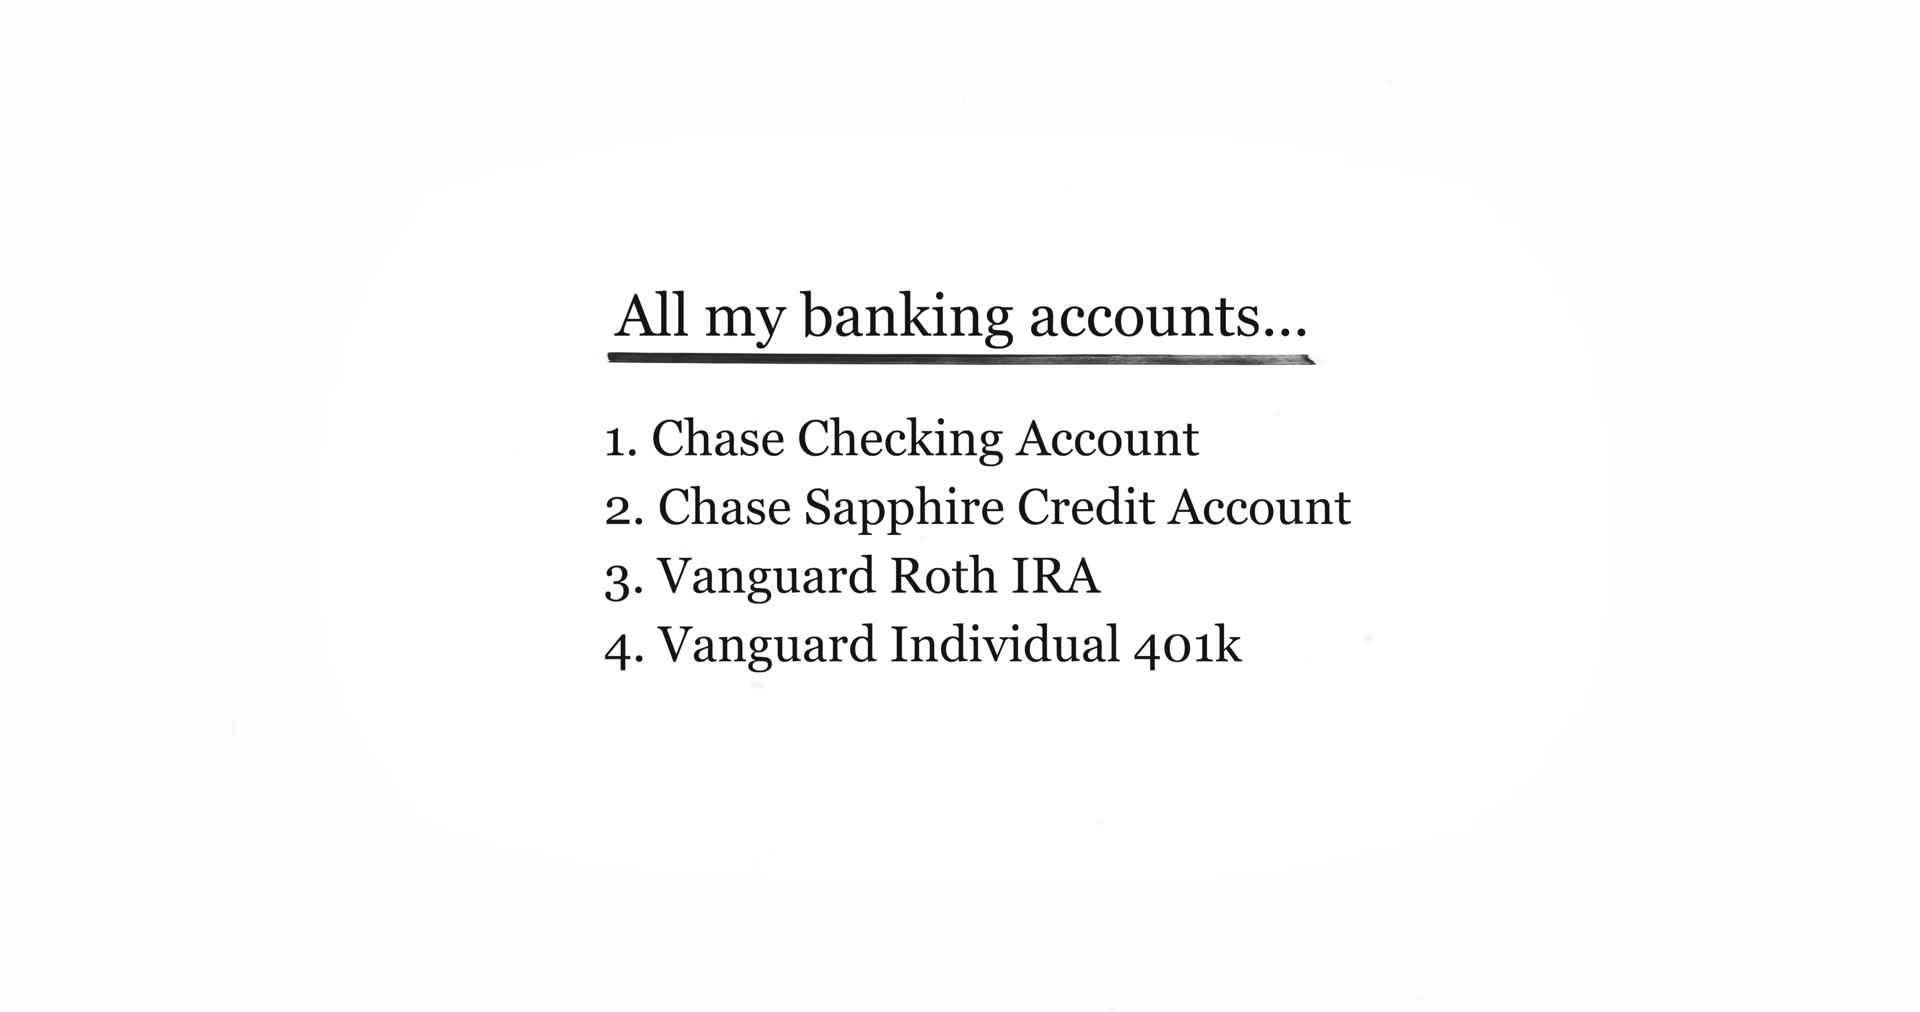 All my banking accounts...
1. Chase Checking Account
2. Chase Sapphire Credit Account
3. Vanguard Roth IRA
4. Vanguard Individual 401k